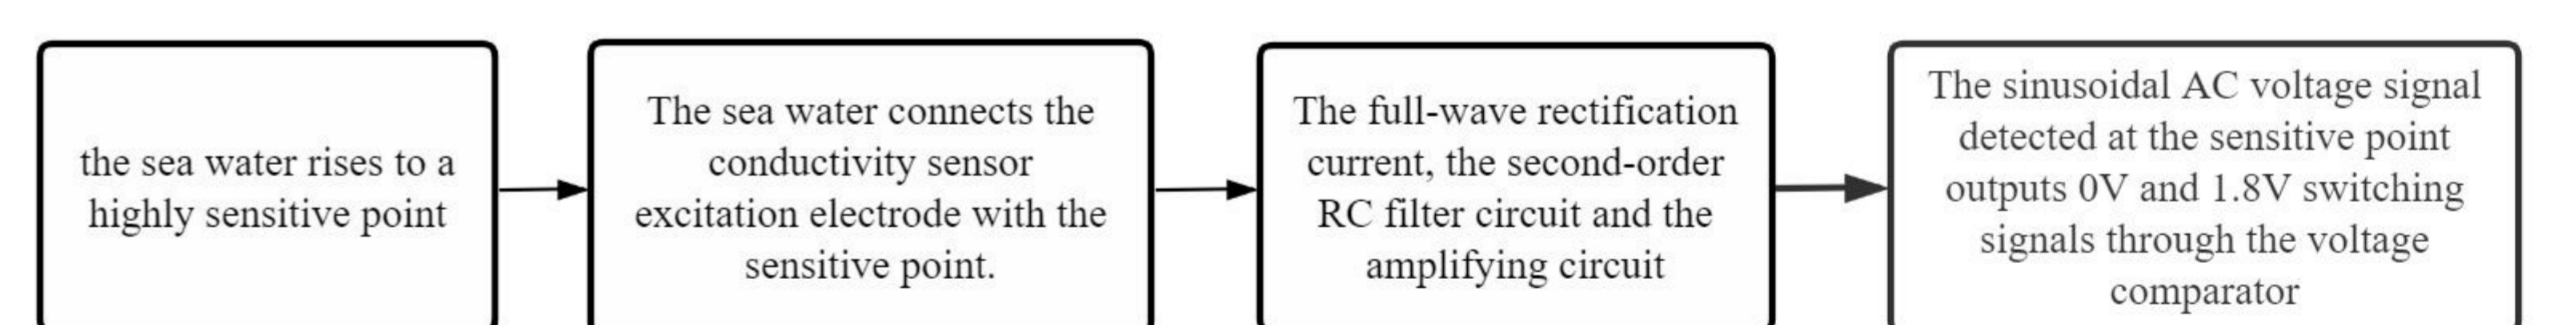 the sea water rises to a
highly sensitive point
The sea water connects the
conductivity sensor
excitation electrode with the
sensitive point.
The full-wave rectification
current, the second-order
RC filter circuit and the
amplifying circuit
The sinusoidal AC voltage signal
detected at the sensitive point
outputs 0V and 1.8V switching
signals through the voltage
comparator